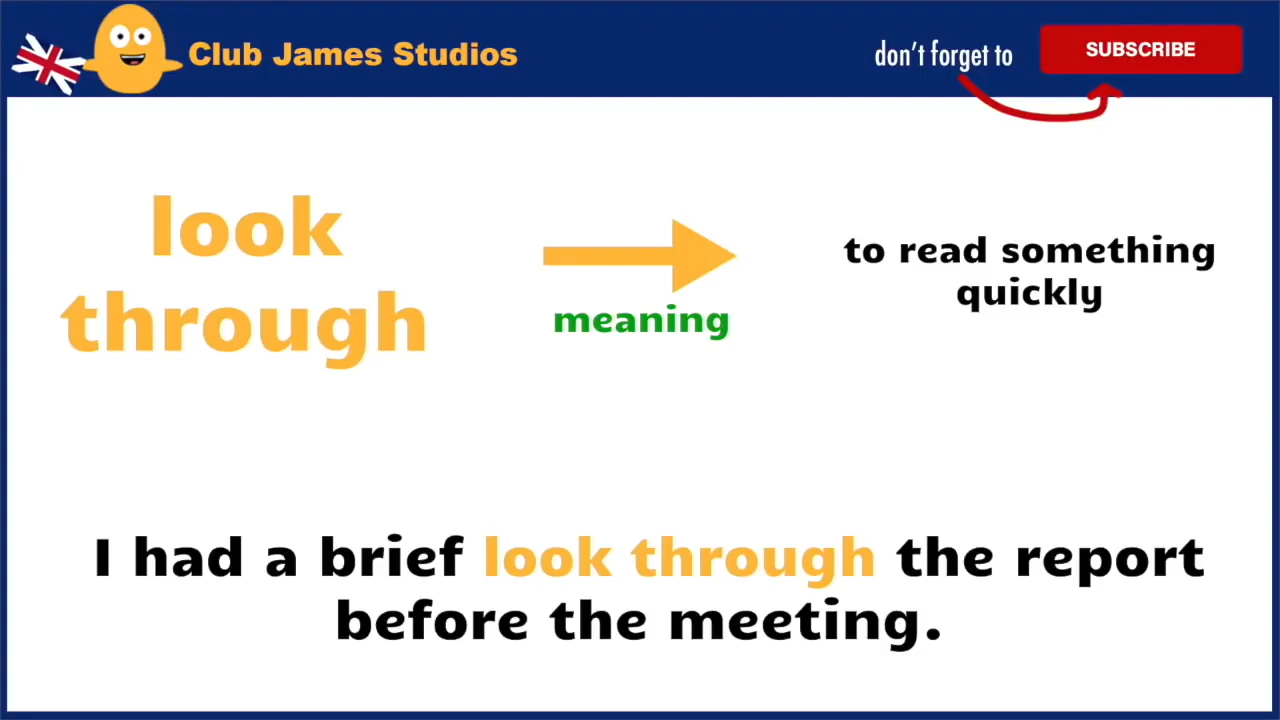 Club James Studios
don't forget to
SUBSCRIBE
look
through
meaning
to read something
quickly
I had a brief look through the report
before the meeting.